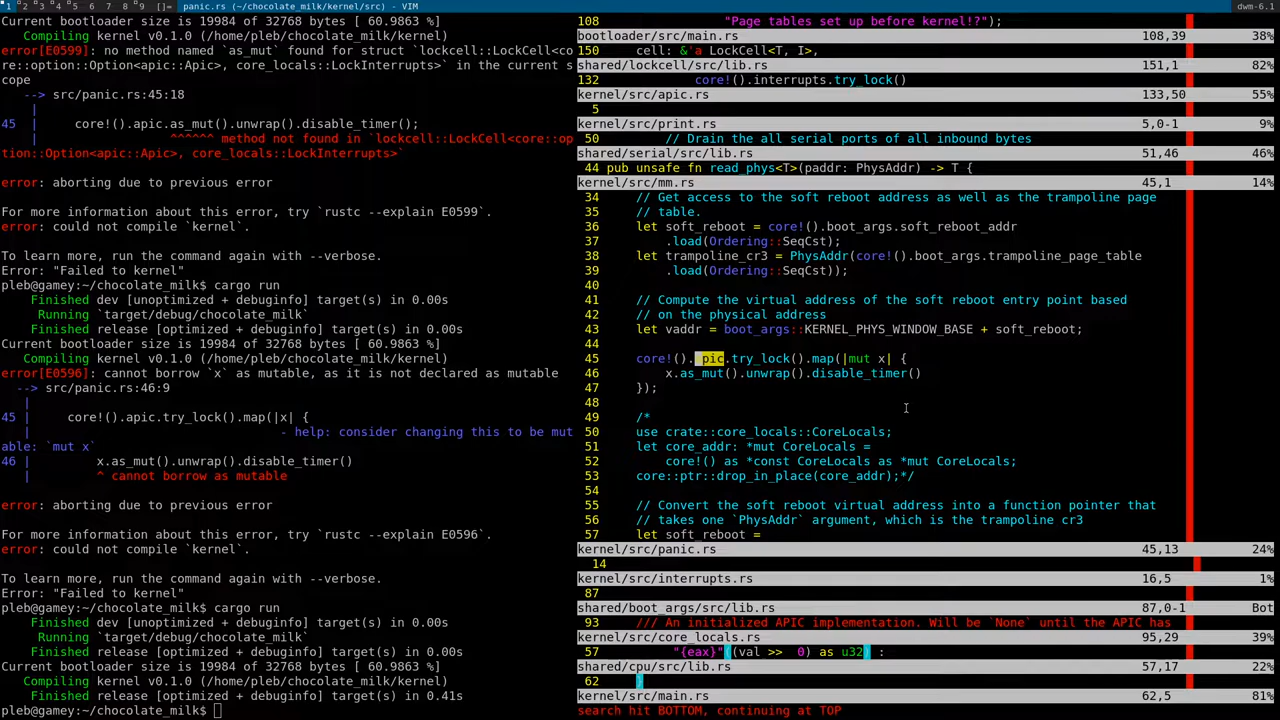 1 2 3 4 5 6 7 8 9 []= panic.rs (~/chocolate_milk/kernel/src) - VIM
dwm-6.1
Current bootloader size is 19984 of 32768 bytes [ 60.9863 %]
Compiling kernel v0.1.0 (/home/pleb/chocolate_milk/kernel)
error[E0599]: no method named `as_mut` found for struct `lockcell::LockCell<co
re::option::Option<apic::Apic>, core_locals::LockInterrupts>` in the current s
cope
--> src/panic.rs:45:18
|
45 | core!().apic.as_mut().unwrap().disable_timer();
| ^^^^^^ method not found in `lockcell::LockCell<core::op
tion::Option<apic::Apic>, core_locals::LockInterrupts>`
error: aborting due to previous error
For more information about this error, try `rustc --explain E0599`.
error: could not compile `kernel`.
To learn more, run the command again with --verbose.
Error: "Failed to kernel"
pleb@gamey:~/chocolate_milk$ cargo run
Finished dev [unoptimized + debuginfo] target(s) in 0.00s
Running `target/debug/chocolate_milk`
Finished release [optimized + debuginfo] target(s) in 0.00s
Current bootloader size is 19984 of 32768 bytes [ 60.9863 %]
Compiling kernel v0.1.0 (/home/pleb/chocolate_milk/kernel)
error[E0596]: cannot borrow `x` as mutable, as it is not declared as mutable
--> src/panic.rs:46:9
|
45 | core!().apic.try_lock().map(|x| {
| - help: consider changing this to be mut
able: `mut x`
46 | x.as_mut().unwrap().disable_timer()
| ^ cannot borrow as mutable
error: aborting due to previous error
For more information about this error, try `rustc --explain E0596`.
error: could not compile `kernel`.
To learn more, run the command again with --verbose.
Error: "Failed to kernel"
pleb@gamey:~/chocolate_milk$ cargo run
Finished dev [unoptimized + debuginfo] target(s) in 0.00s
Running `target/debug/chocolate_milk`
Finished release [optimized + debuginfo] target(s) in 0.00s
Current bootloader size is 19984 of 32768 bytes [ 60.9863 %]
Compiling kernel v0.1.0 (/home/pleb/chocolate_milk/kernel)
Finished release [optimized + debuginfo] target(s) in 0.41s
pleb@gamey:~/chocolate_milk$
108 "Page tables set up before kernel!?");
bootloader/src/main.rs 108,39 38%
150 cell: &'a LockCell<T, I>,
shared/lockcell/src/lib.rs 151,1 82%
132 core!().interrupts.try_lock()
kernel/src/apic.rs 133,50 55%
5
kernel/src/print.rs 5,0-1 9%
50 // Drain the all serial ports of all inbound bytes
shared/serial/src/lib.rs 51,46 46%
44 pub unsafe fn read_phys<T>(paddr: PhysAddr) -> T {
kernel/src/mm.rs 45,1 14%
34 // Get access to the soft reboot address as well as the trampoline page
35 // table.
36 let soft_reboot = core!().boot_args.soft_reboot_addr
37 .load(Ordering::SeqCst);
38 let trampoline_cr3 = PhysAddr(core!().boot_args.trampoline_page_table
39 .load(Ordering::SeqCst));
40
41 // Compute the virtual address of the soft reboot entry point based
42 // on the physical address
43 let vaddr = boot_args::KERNEL_PHYS_WINDOW_BASE + soft_reboot;
44
45 core!().apic.try_lock().map(|mut x| {
46 x.as_mut().unwrap().disable_timer()
47 });
48
49 /*
50 use crate::core_locals::CoreLocals;
51 let core_addr: *mut CoreLocals =
52 core!() as *const CoreLocals as *mut CoreLocals;
53 core::ptr::drop_in_place(core_addr);*/
54
55 // Convert the soft reboot virtual address into a function pointer that
56 // takes one `PhysAddr` argument, which is the trampoline cr3
57 let soft_reboot =
kernel/src/panic.rs 45,13 24%
14
kernel/src/interrupts.rs 16,5 1%
87
shared/boot_args/src/lib.rs 87,0-1 Bot
93 /// An initialized APIC implementation. Will be `None` until the APIC has
kernel/src/core_locals.rs 95,29 39%
57 "{eax}"((val >> 0) as u32) :
shared/cpu/src/lib.rs 57,17 22%
62 }
kernel/src/main.rs 62,5 81%
search hit BOTTOM, continuing at TOP